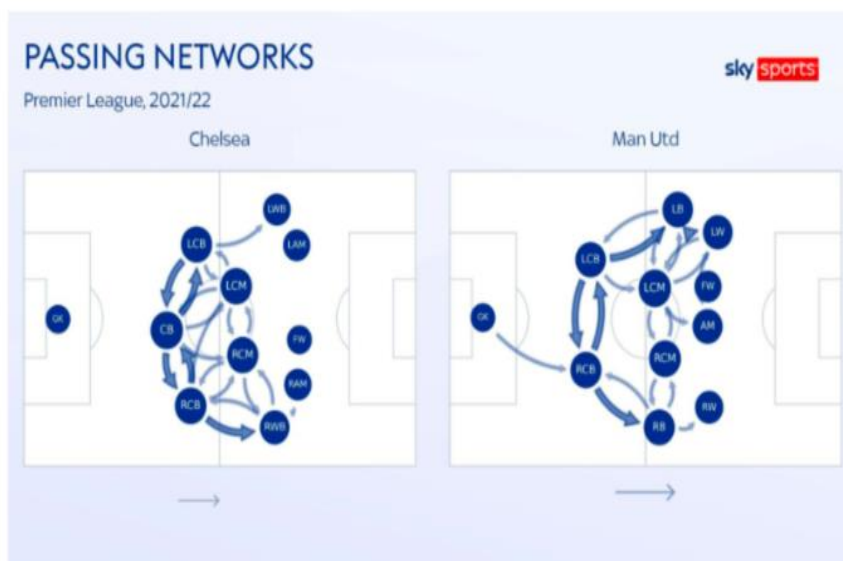 PASSING NETWORKS
sky sports
Premier League, 2021/22
Chelsea
Man Utd
LWB
LCB
LAM
LCM
GK
CB
FW
RCM
RAM
RCB
RWB
LB
LW
LCB
LCM
FW
GK
AM
RCM
RCB
RW
RB